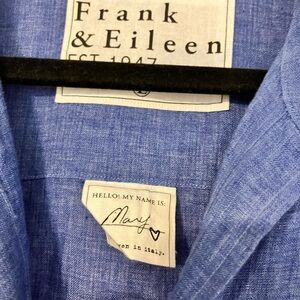 Frank
& Eileen
EST 1947
HELLO! MY NAME IS:
Mary
in italy.